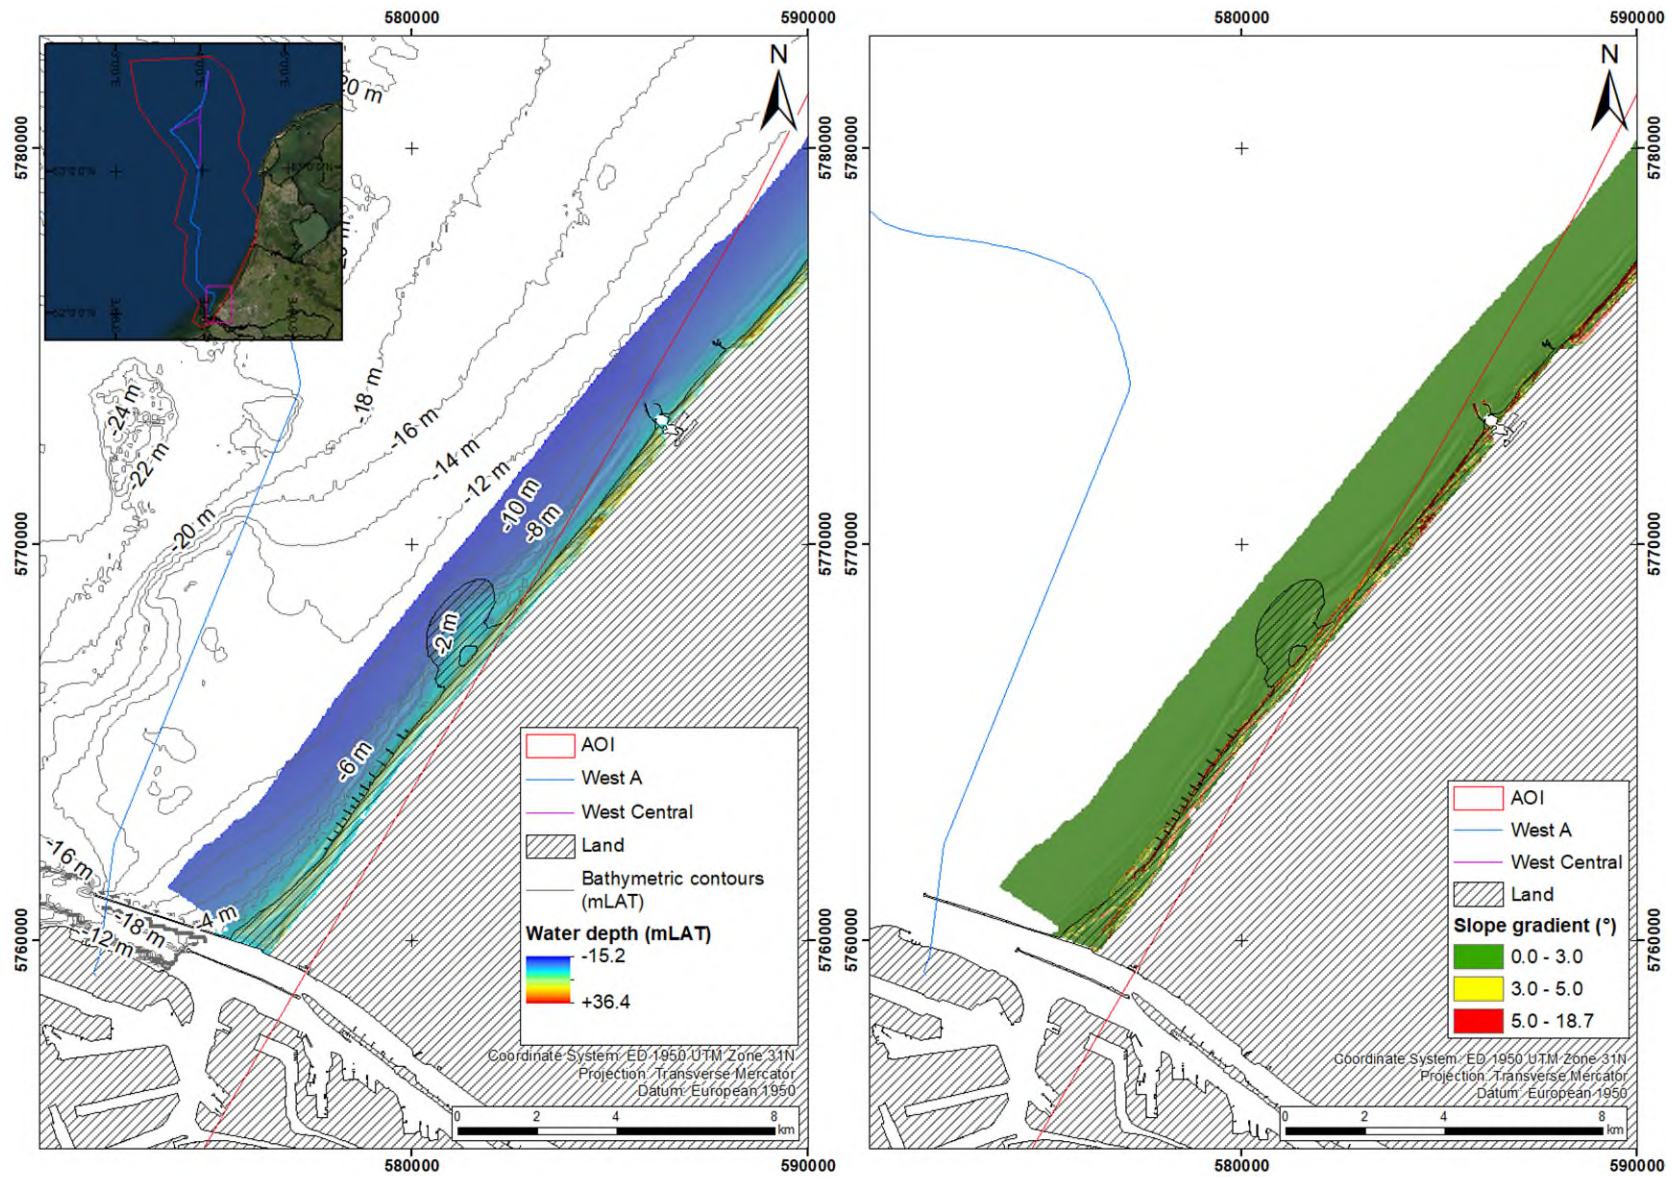 580000
590000
580000
590000
N
N
20 m
5780000
5780000
5780000
5780000
-24 m
-22 m
-18 m
-16 m
-14 m
-12 m
-20 m
-10 m
-8 m
5770000
5770000
5770000
5770000
-2 m
-6 m
AOI
West A
West Central
Land
Bathymetric contours
(mLAT)
Water depth (mLAT)
-15.2
+36.4
AOI
West A
West Central
Land
Slope gradient (°)
0.0 - 3.0
3.0 - 5.0
5.0 - 18.7
-16 m
-18 m
-4 m
-12 m
5760000
5760000
5760000
5760000
Coordinate System: ED 1950 UTM Zone 31N
Projection: Transverse Mercator
Datum: European 1950
0 2 4 8
km
Coordinate System: ED 1950 UTM Zone 31N
Projection: Transverse Mercator
Datum: European 1950
0 2 4 8
km
580000
590000
580000
590000